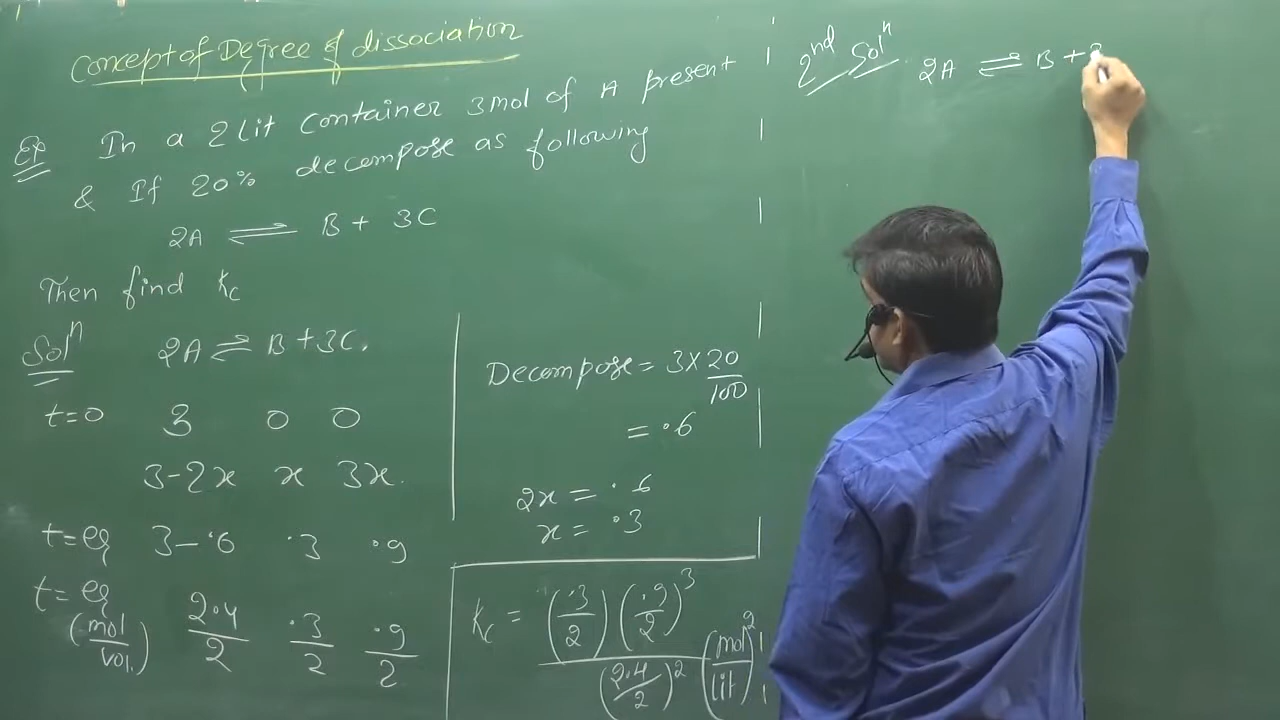 Concept of Degree of dissociation
Ex In a 2 Lit Container 3 mol of A present
& If 20% decompose as following
2A ⇌ B + 3C
Then find Kc
Solⁿ 2A ⇌ B + 3C.
t=0 3 0 0
3-2x x 3x.
t=eq 3-.6 .3 .9
t=eq (mol/vol.) 2.4/2 .3/2 .9/2
Decompose = 3 x 20/100
= .6
2x = .6
x = .3
Kc = (.3/2) (.9/2)³ / (2.4/2)² (mol/Lit)²
2nd Solⁿ 2A ⇌ B +